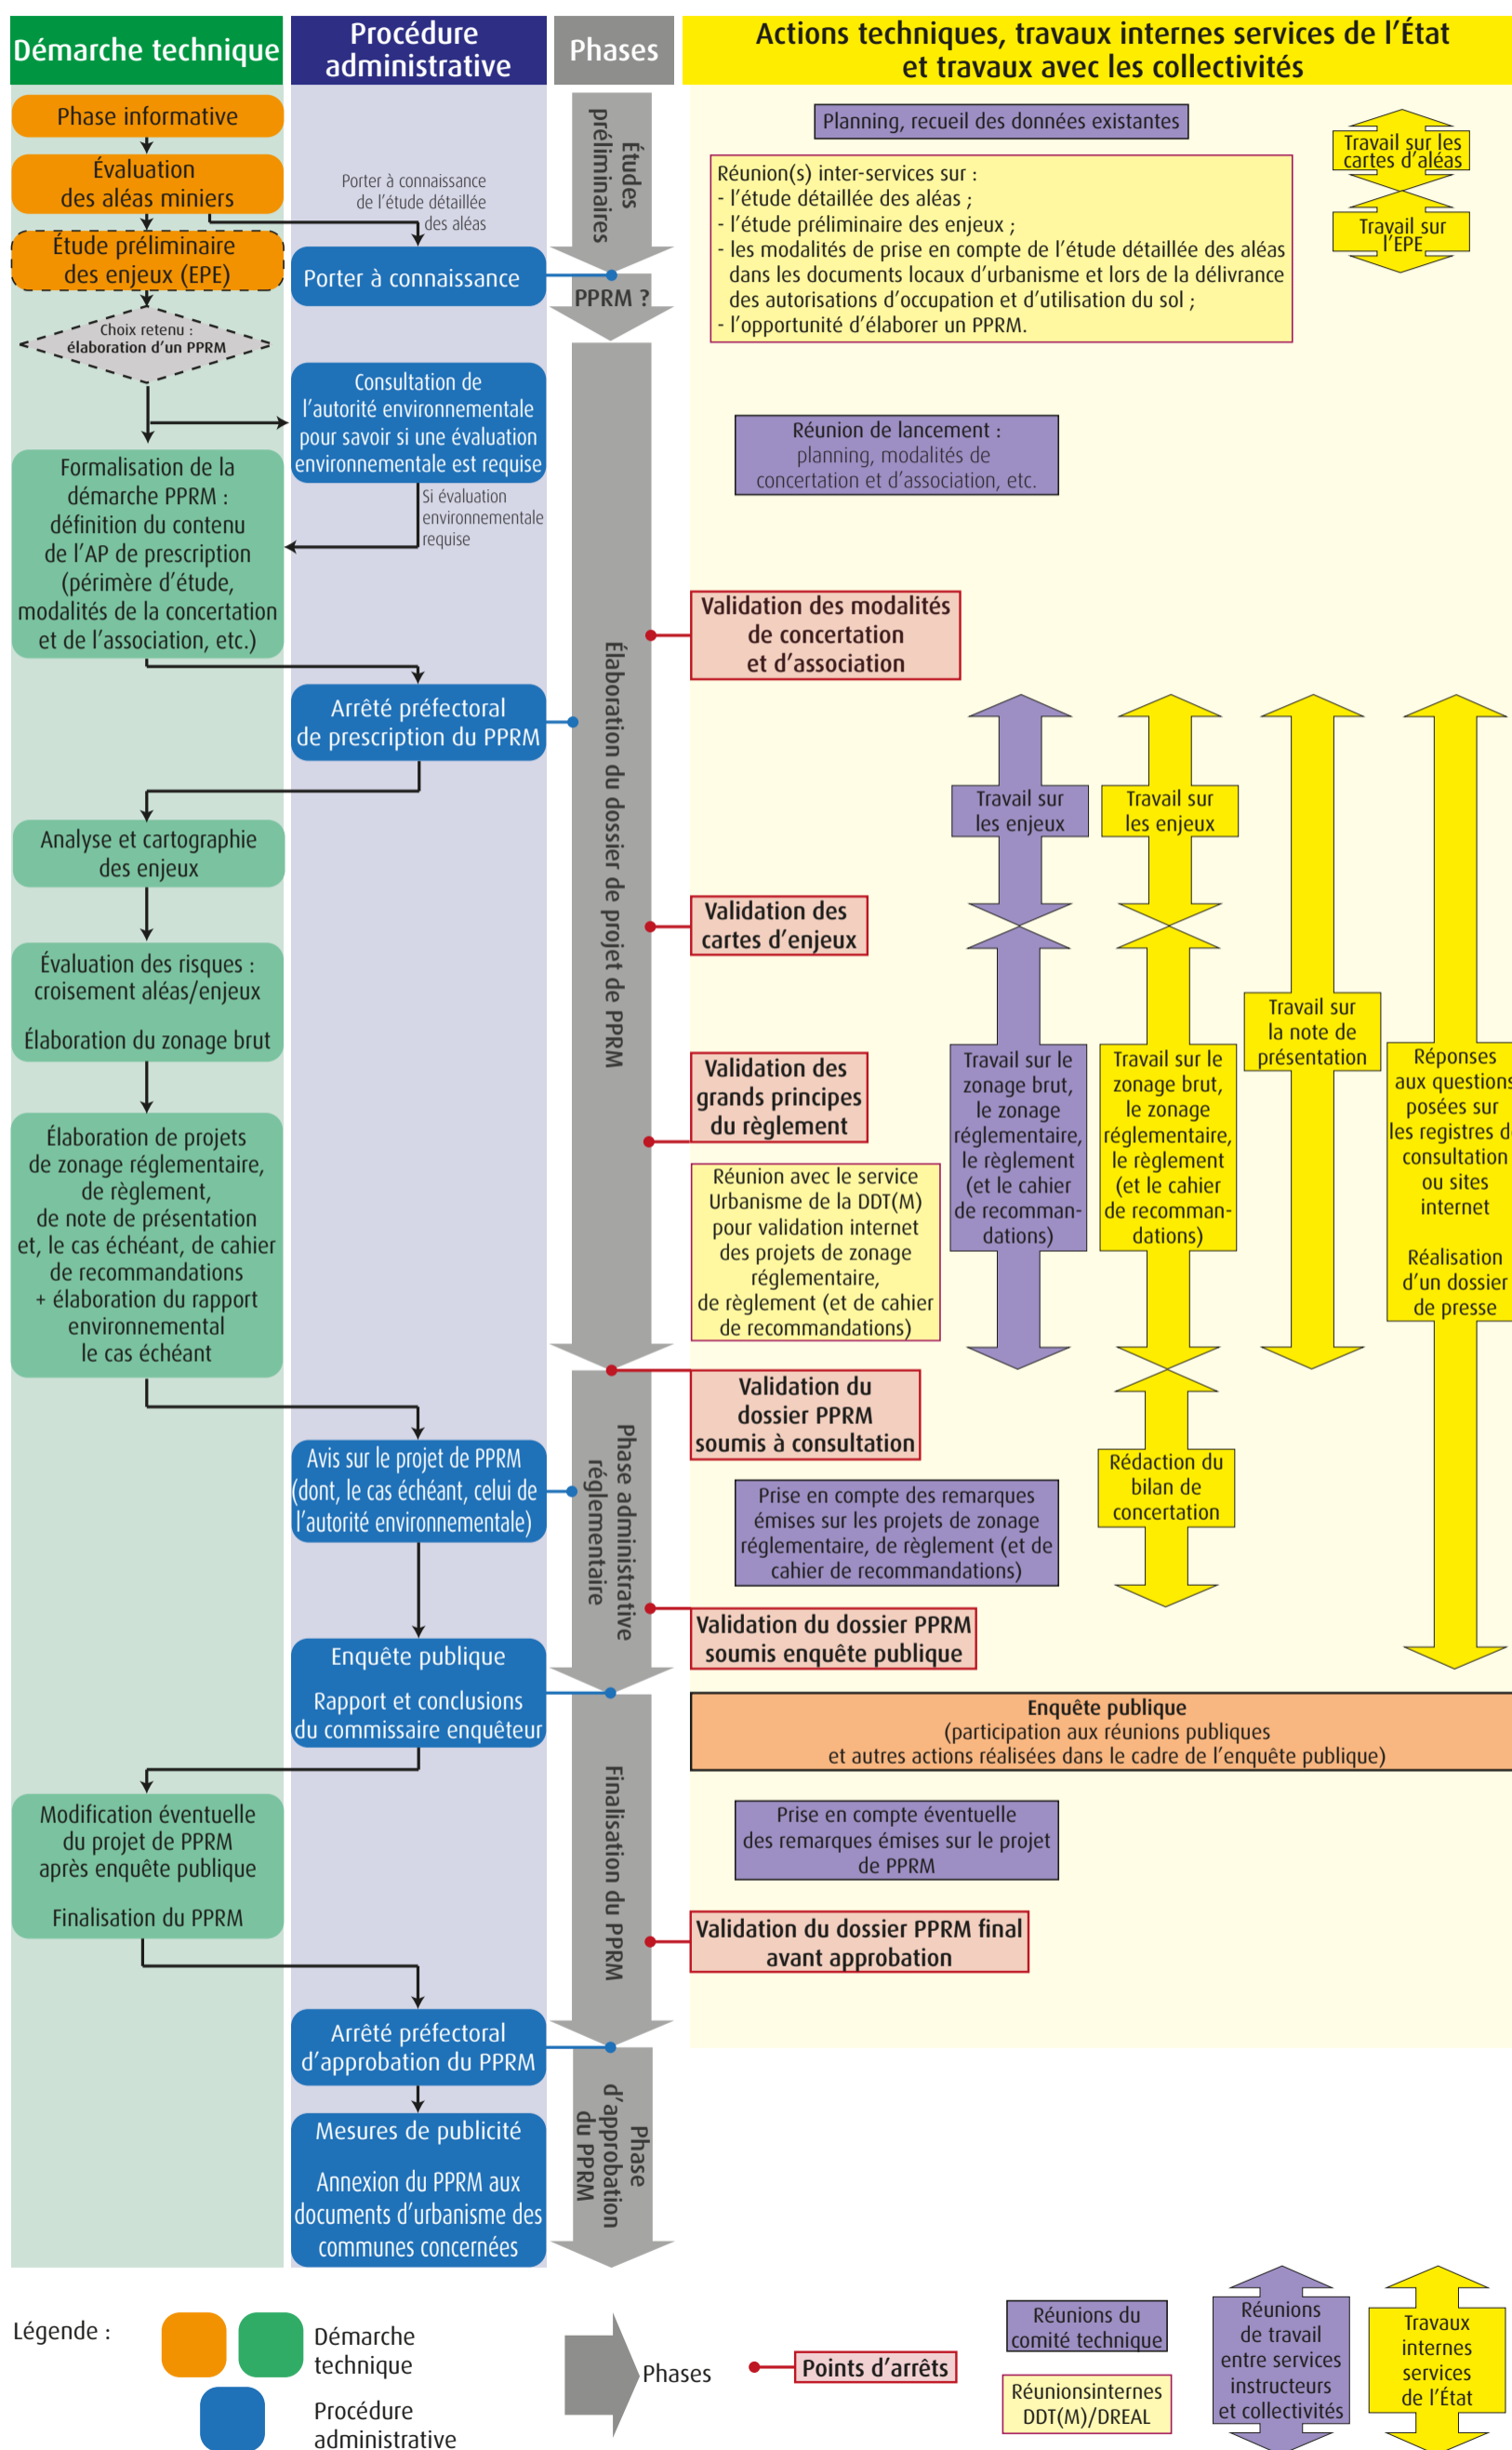 Démarche technique
Procédure
administrative
Phases
Actions techniques, travaux internes services de l’État
et travaux avec les collectivités
Phase informative
Évaluation
des aléas miniers
Étude préliminaire
des enjeux (EPE)
Choix retenu :
élaboration d’un PPRM
Formalisation de la
démarche PPRM :
définition du contenu
de l’AP de prescription
(périmère d’étude,
modalités de la concertation
et de l’association, etc.)
Analyse et cartographie
des enjeux
Évaluation des risques :
croisement aléas/enjeux
Élaboration du zonage brut
Élaboration de projets
de zonage réglementaire,
de règlement,
de note de présentation
et, le cas échéant, de cahier
de recommandations
+ élaboration du rapport
environnemental
le cas échéant
Modification éventuelle
du projet de PPRM
après enquête publique
Finalisation du PPRM
Porter à connaissance
de l’étude détaillée
des aléas
Porter à connaissance
Consultation de
l’autorité environnementale
pour savoir si une évaluation
environnementale est requise
Si évaluation
environnementale
requise
Arrêté préfectoral
de prescription du PPRM
Avis sur le projet de PPRM
(dont, le cas échéant, celui de
l’autorité environnementale)
Enquête publique
Rapport et conclusions
du commissaire enquêteur
Arrêté préfectoral
d’approbation du PPRM
Mesures de publicité
Annexion du PPRM aux
documents d’urbanisme des
communes concernées
Études
préliminaires
PPRM ?
Élaboration du dossier de projet de PPRM
Phase administrative
réglementaire
Finalisation du PPRM
Phase
d’approbation
du PPRM
Planning, recueil des données existantes
Travail sur les
cartes d’aléas
Travail sur
l’EPE
Réunion(s) inter-services sur :
- l’étude détaillée des aléas ;
- l’étude préliminaire des enjeux ;
- les modalités de prise en compte de l’étude détaillée des aléas
dans les documents locaux d’urbanisme et lors de la délivrance
des autorisations d’occupation et d’utilisation du sol ;
- l’opportunité d’élaborer un PPRM.
Réunion de lancement :
planning, modalités de
concertation et d’association, etc.
Validation des modalités
de concertation
et d’association
Travail sur
les enjeux
Travail sur
les enjeux
Validation des
cartes d’enjeux
Validation des
grands principes
du règlement
Travail sur le
zonage brut,
le zonage
réglementaire,
le règlement
(et le cahier
de recomman-
dations)
Travail sur le
zonage brut,
le zonage
réglementaire,
le règlement
(et le cahier
de recomman-
dations)
Travail sur
la note de
présentation
Réponses
aux questions
posées sur
les registres d
consultation
ou sites
internet
Réalisation
d’un dossier
de presse
Réunion avec le service
Urbanisme de la DDT(M)
pour validation internet
des projets de zonage
réglementaire,
de règlement (et de cahier
de recommandations)
Validation du
dossier PPRM
soumis à consultation
Rédaction du
bilan de
concertation
Prise en compte des remarques
émises sur les projets de zonage
réglementaire, de règlement (et de
cahier de recommandations)
Validation du dossier PPRM
soumis enquête publique
Enquête publique
(participation aux réunions publiques
et autres actions réalisées dans le cadre de l’enquête publique)
Prise en compte éventuelle
des remarques émises sur le projet
de PPRM
Validation du dossier PPRM final
avant approbation
Légende :
Démarche
technique
Procédure
administrative
Phases
Points d’arrêts
Réunions du
comité technique
Réunionsinternes
DDT(M)/DREAL
Réunions
de travail
entre services
instructeurs
et collectivités
Travaux
internes
services
de l’État